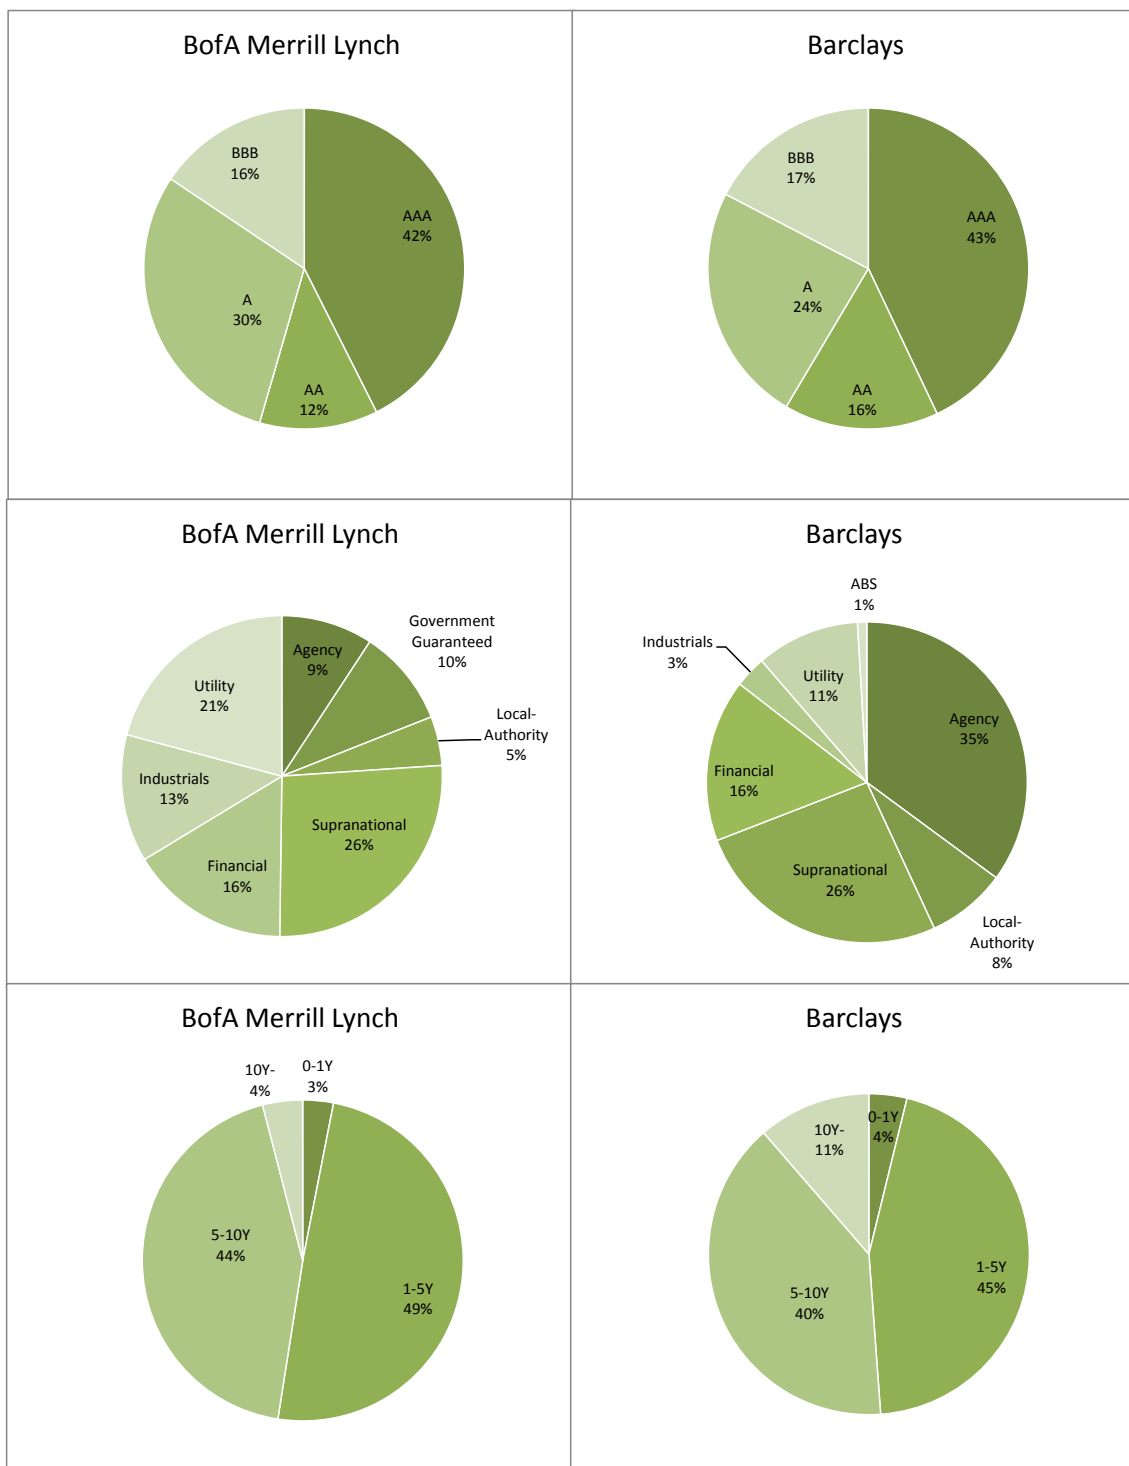 BofA Merrill Lynch
BBB
16%
AAA
42%
A
30%
AA
12%
Barclays
BBB
17%
AAA
43%
A
24%
AA
16%
BofA Merrill Lynch
Government
Guaranteed
10%
Agency
9%
Utility
21%
Local-
Authority
5%
Industrials
13%
Supranational
26%
Financial
16%
Barclays
ABS
1%
Industrials
3%
Utility
11%
Agency
35%
Financial
16%
Supranational
26%
Local-
Authority
8%
BofA Merrill Lynch
10Y-
4%
0-1Y
3%
5-10Y
44%
1-5Y
49%
Barclays
0-1Y
4%
10Y-
11%
1-5Y
45%
5-10Y
40%